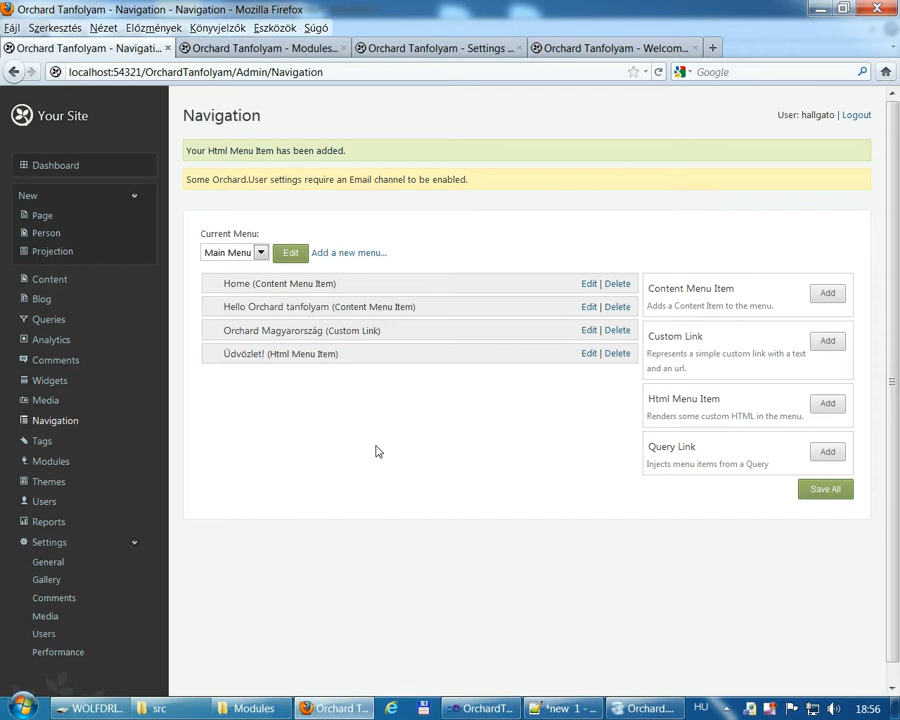 Orchard Tanfolyam - Navigation - Navigation - Mozilla Firefox
Fájl Szerkesztés Nézet Előzmények Könyvjelzők Eszközök Súgó
Orchard Tanfolyam - Navigati... Orchard Tanfolyam - Modules... Orchard Tanfolyam - Settings ... Orchard Tanfolyam - Welcom...
localhost:54321/OrchardTanfolyam/Admin/Navigation
Google
Your Site
Navigation
User: hallgato | Logout
Your Html Menu Item has been added.
Some Orchard.User settings require an Email channel to be enabled.
Dashboard
New
Page
Person
Projection
Content
Blog
Queries
Analytics
Comments
Widgets
Media
Navigation
Tags
Modules
Themes
Users
Reports
Settings
General
Gallery
Comments
Media
Users
Performance
Current Menu:
Main Menu Edit Add a new menu...
Home (Content Menu Item) Edit | Delete
Hello Orchard tanfolyam (Content Menu Item) Edit | Delete
Orchard Magyarország (Custom Link) Edit | Delete
Üdvözlet! (Html Menu Item) Edit | Delete
Content Menu Item
Adds a Content Item to the menu.
Add
Custom Link
Represents a simple custom link with a text
and an url.
Add
Html Menu Item
Renders some custom HTML in the menu.
Add
Query Link
Injects menu items from a Query
Add
Save All
WOLFDRI... src Modules Orchard T... OrchardT... *new 1 - ... Orchard.... HU 18:56